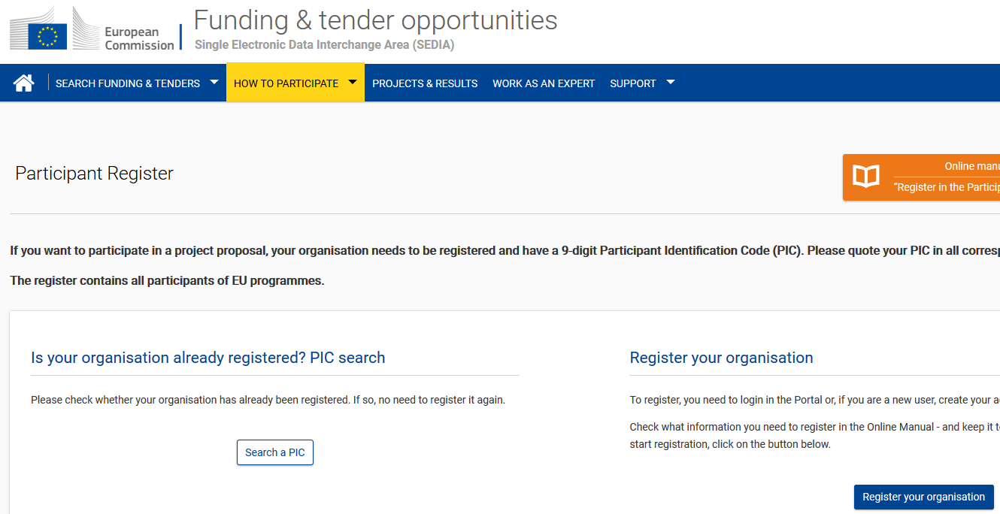 European
Commission
Funding & tender opportunities
Single Electronic Data Interchange Area (SEDIA)
SEARCH FUNDING & TENDERS HOW TO PARTICIPATE PROJECTS & RESULTS WORK AS AN EXPERT SUPPORT
Participant Register
Online
"Register in the
If you want to participate in a project proposal, your organisation needs to be registered and have a 9-digit Participant Identification Code (PIC). Please quote your PIC in all
The register contains all participants of EU programmes.
Is your organisation already registered? PIC search
Please check whether your organisation has already been registered. If so, no need to register it again.
Search a PIC
Register your organisation
To register, you need to login in the Portal or, if you are a new user, create your
Check what information you need to register in the Online Manual - and keep it
start registration, click on the button below.
Register your organisation